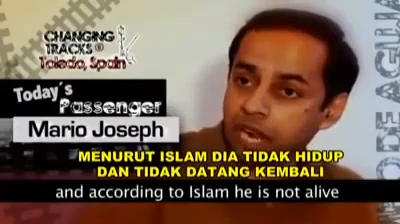 CHANGING
TRACKS®
Toledo, Spain
Today's
Passenger
Mario Joseph
MENURUT ISLAM DIA TIDAK HIDUP
DAN TIDAK DATANG KEMBALI
and according to Islam he is not alive